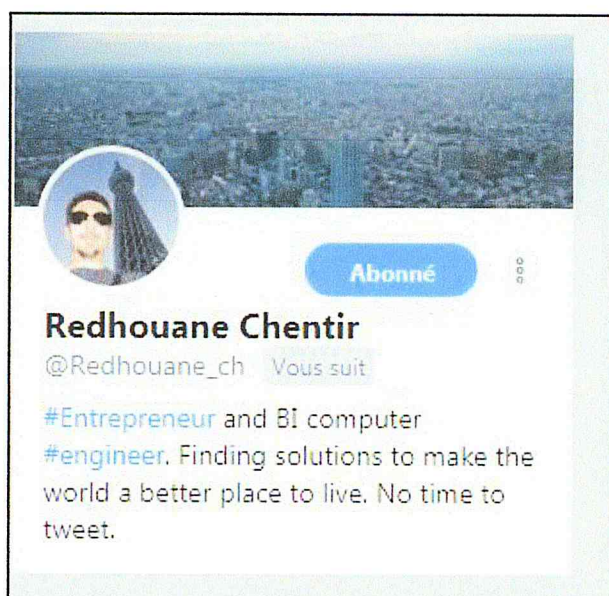 Abonné
Redhouane Chentir
@Redhouane_ch Vous suit
#Entrepreneur and BI computer
#engineer. Finding solutions to make the
world a better place to live. No time to
tweet.